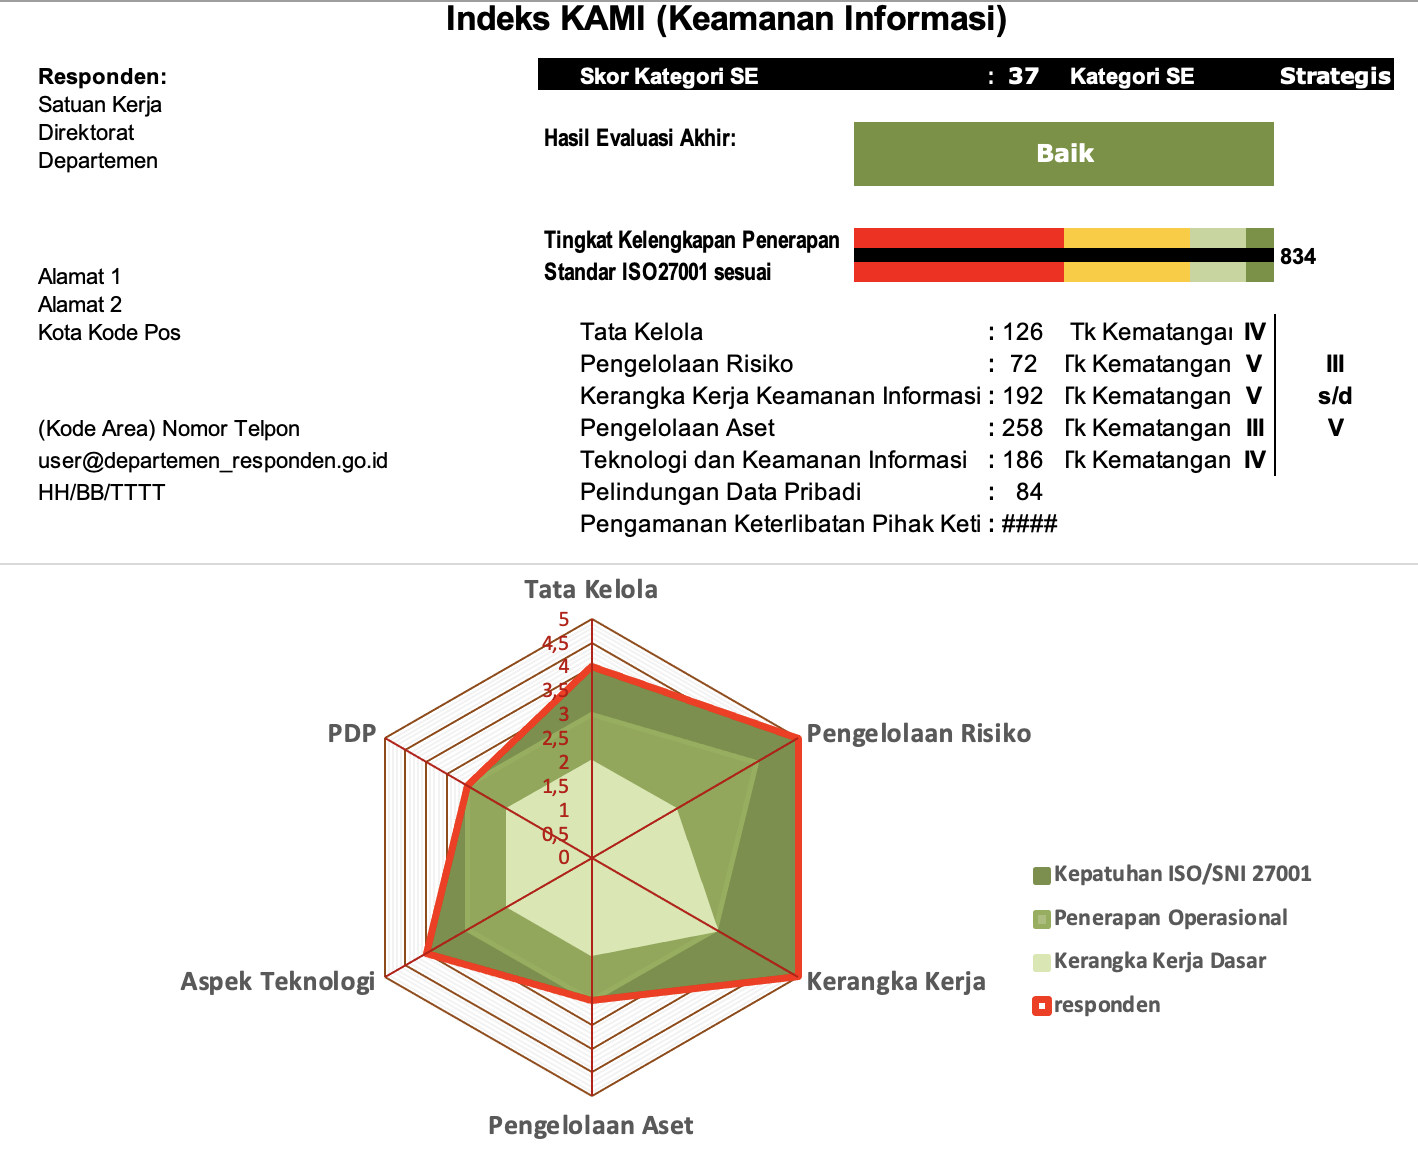 Indeks KAMI (Keamanan Informasi)
Responden:
Satuan Kerja
Direktorat
Departemen
Alamat 1
Alamat 2
Kota Kode Pos
(Kode Area) Nomor Telpon
user@departemen_responden.go.id
HH/BB/TTTT
Skor Kategori SE : 37 Kategori SE Strategis
Hasil Evaluasi Akhir: Baik
Tingkat Kelengkapan Penerapan
Standar ISO27001 sesuai
834
Tata Kelola : 126 Tk Kematangan IV
Pengelolaan Risiko : 72 Tk Kematangan V III
Kerangka Kerja Keamanan Informasi : 192 Tk Kematangan V s/d
Pengelolaan Aset : 258 Tk Kematangan III V
Teknologi dan Keamanan Informasi : 186 Tk Kematangan IV
Pelindungan Data Pribadi : 84
Pengamanan Keterlibatan Pihak Keti : ####
Tata Kelola
5
4,5
4
3,5
3
2,5
2
1,5
1
0,5
0
PDP
Pengelolaan Risiko
Aspek Teknologi
Kerangka Kerja
Pengelolaan Aset
Kepatuhan ISO/SNI 27001
Penerapan Operasional
Kerangka Kerja Dasar
responden